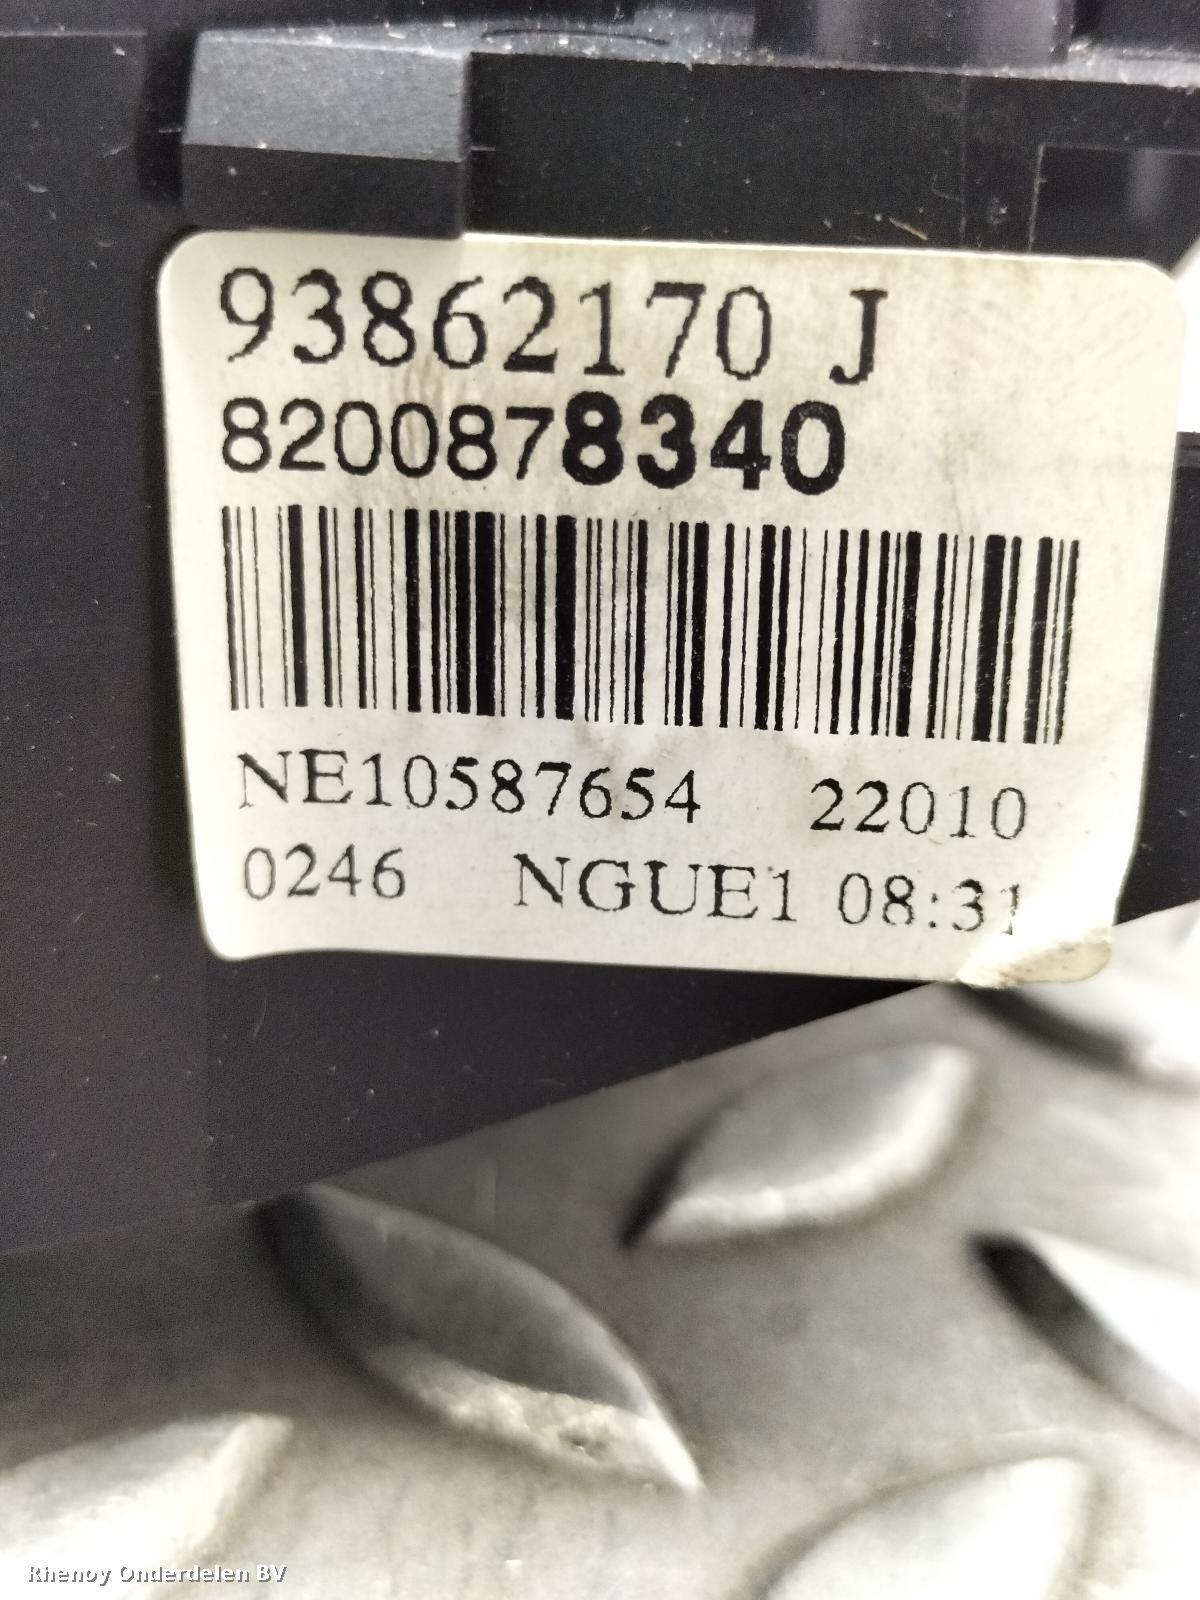 93862170 J
8200878340
NE10587654 22010
0246 NGUE1 08:31
Rhenoy Onderdelen BV